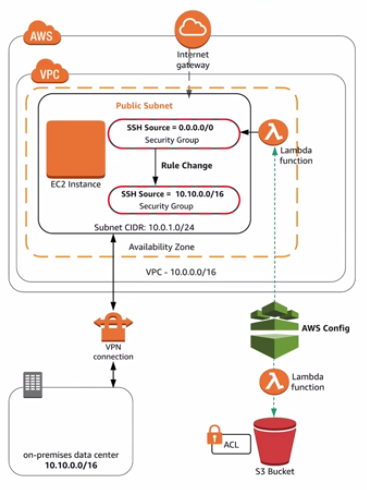 AWS
Internet
gateway
VPC
Public Subnet
SSH Source = 0.0.0.0/0
Security Group
λ
Lambda
function
EC2 Instance
Rule Change
SSH Source = 10.10.0.0/16
Security Group
Subnet CIDR: 10.0.1.0/24
Availability Zone
VPC - 10.0.0.0/16
VPN
connection
AWS Config
λ
Lambda
function
on-premises data center
10.10.0.0/16
ACL
S3 Bucket